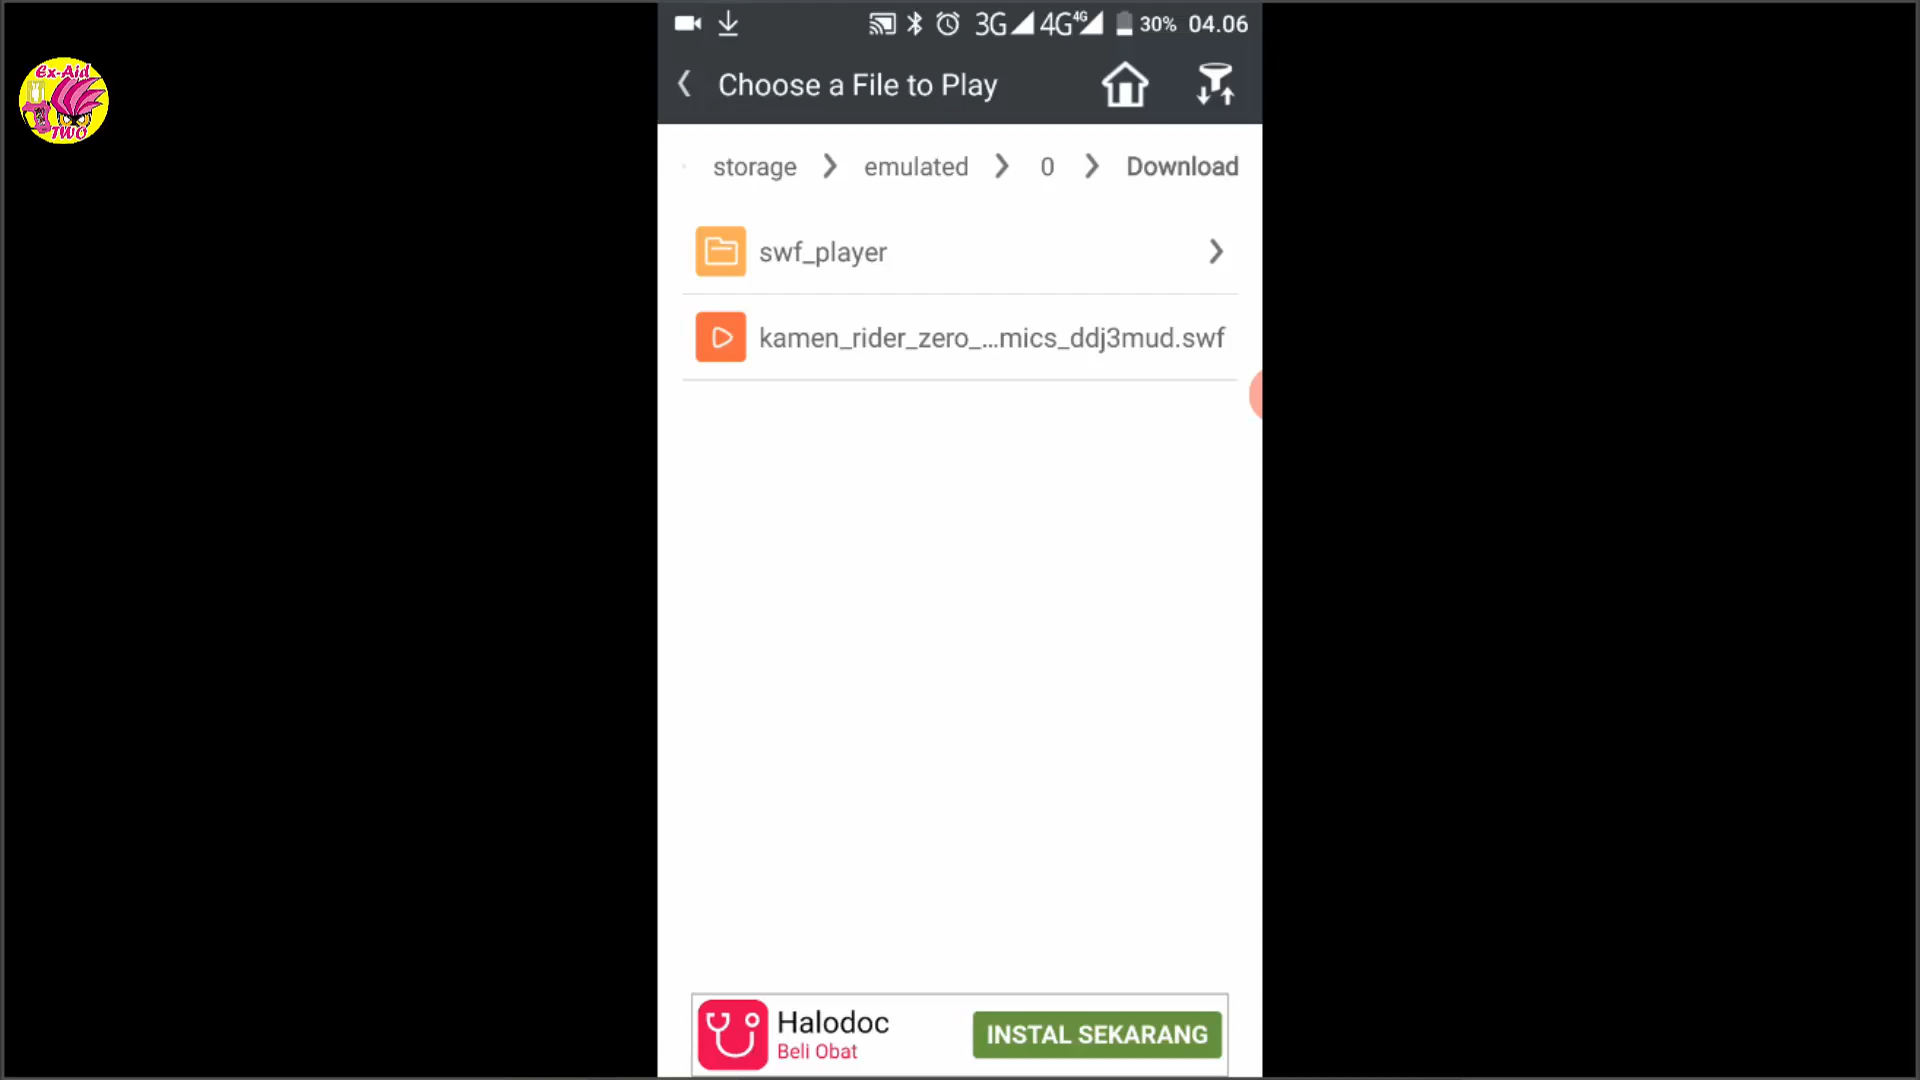 3G 4G 4G 30% 04.06
Ex-Aid
TWO
Choose a File to Play
storage emulated 0 Download
swf_player
kamen_rider_zero_...mics_ddj3mud.swf
Halodoc
Beli Obat
INSTAL SEKARANG